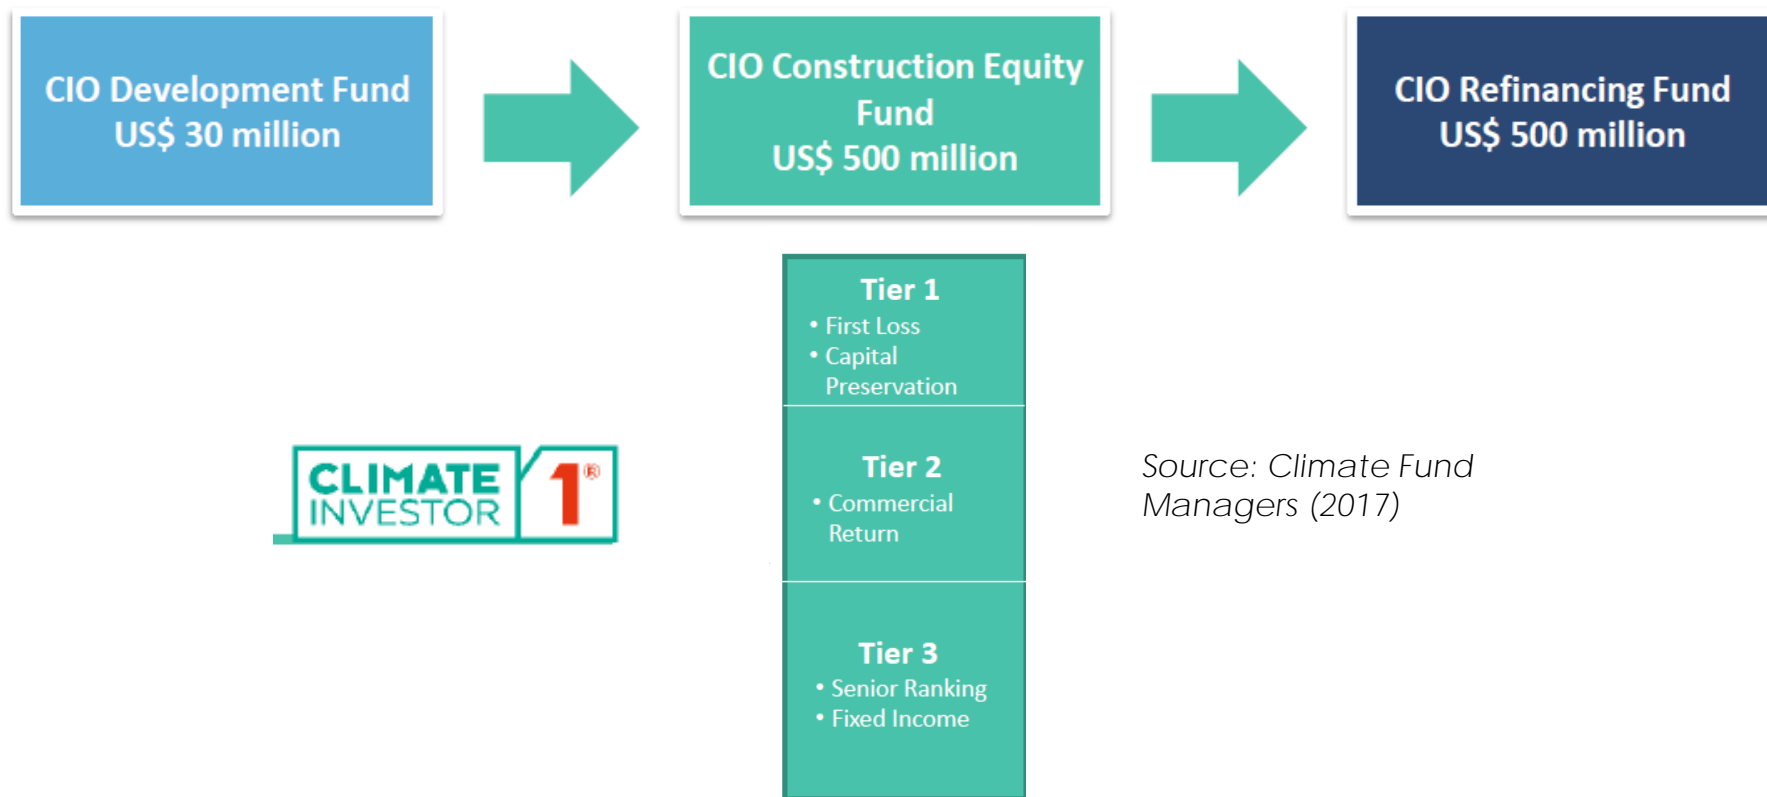 CIO Development Fund
US$ 30 million
CIO Construction Equity
Fund
US$ 500 million
CIO Refinancing Fund
US$ 500 million
Tier 1
• First Loss
• Capital
Preservation
Tier 2
• Commercial
Return
Tier 3
• Senior Ranking
• Fixed Income
CLIMATE
INVESTOR
1®
Source: Climate Fund
Managers (2017)